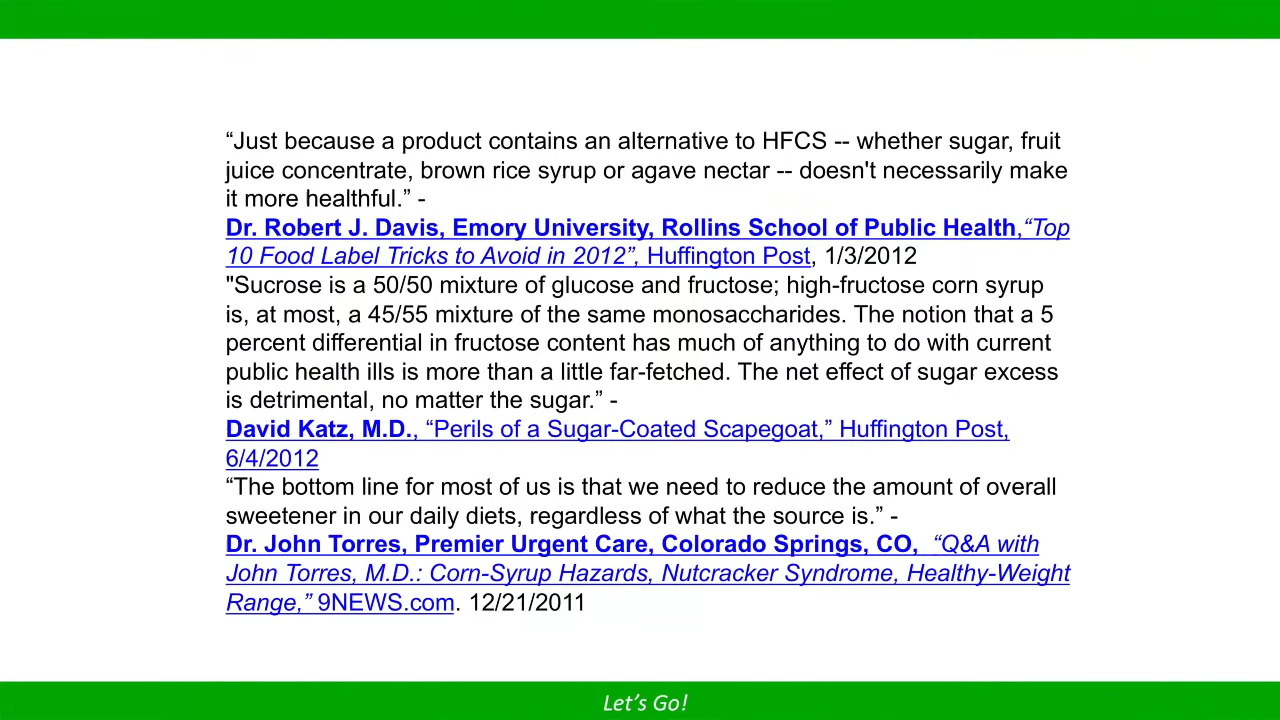 “Just because a product contains an alternative to HFCS -- whether sugar, fruit
juice concentrate, brown rice syrup or agave nectar -- doesn't necessarily make
it more healthful.” -
Dr. Robert J. Davis, Emory University, Rollins School of Public Health,“Top
10 Food Label Tricks to Avoid in 2012”, Huffington Post, 1/3/2012
"Sucrose is a 50/50 mixture of glucose and fructose; high-fructose corn syrup
is, at most, a 45/55 mixture of the same monosaccharides. The notion that a 5
percent differential in fructose content has much of anything to do with current
public health ills is more than a little far-fetched. The net effect of sugar excess
is detrimental, no matter the sugar.” -
David Katz, M.D., “Perils of a Sugar-Coated Scapegoat,” Huffington Post,
6/4/2012
“The bottom line for most of us is that we need to reduce the amount of overall
sweetener in our daily diets, regardless of what the source is.” -
Dr. John Torres, Premier Urgent Care, Colorado Springs, CO, “Q&A with
John Torres, M.D.: Corn-Syrup Hazards, Nutcracker Syndrome, Healthy-Weight
Range,” 9NEWS.com. 12/21/2011
Let’s Go!